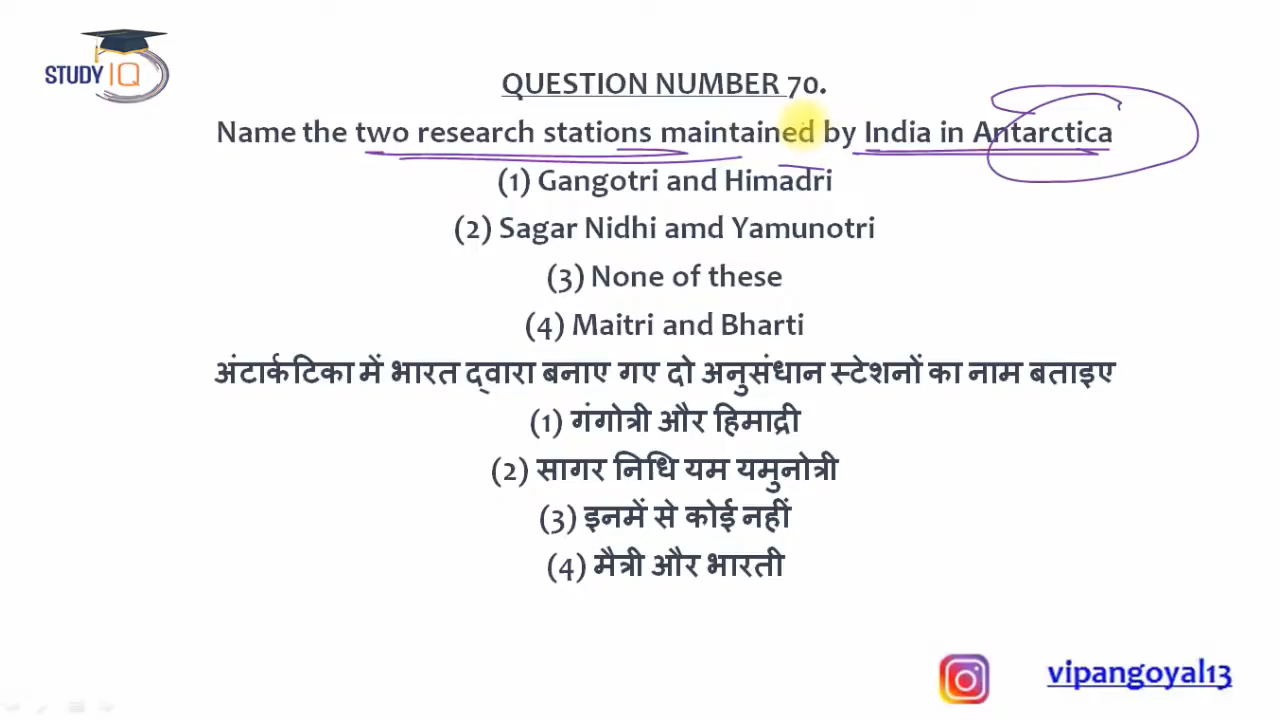 STUDY IQ
QUESTION NUMBER 70.
Name the two research stations maintained by India in Antarctica
(1) Gangotri and Himadri
(2) Sagar Nidhi amd Yamunotri
(3) None of these
(4) Maitri and Bharti
अंटार्कटिका में भारत द्वारा बनाए गए दो अनुसंधान स्टेशनों का नाम बताइए
(1) गंगोत्री और हिमाद्री
(2) सागर निधि यम यमुनोत्री
(3) इनमें से कोई नहीं
(4) मैत्री और भारती
vipangoyal13